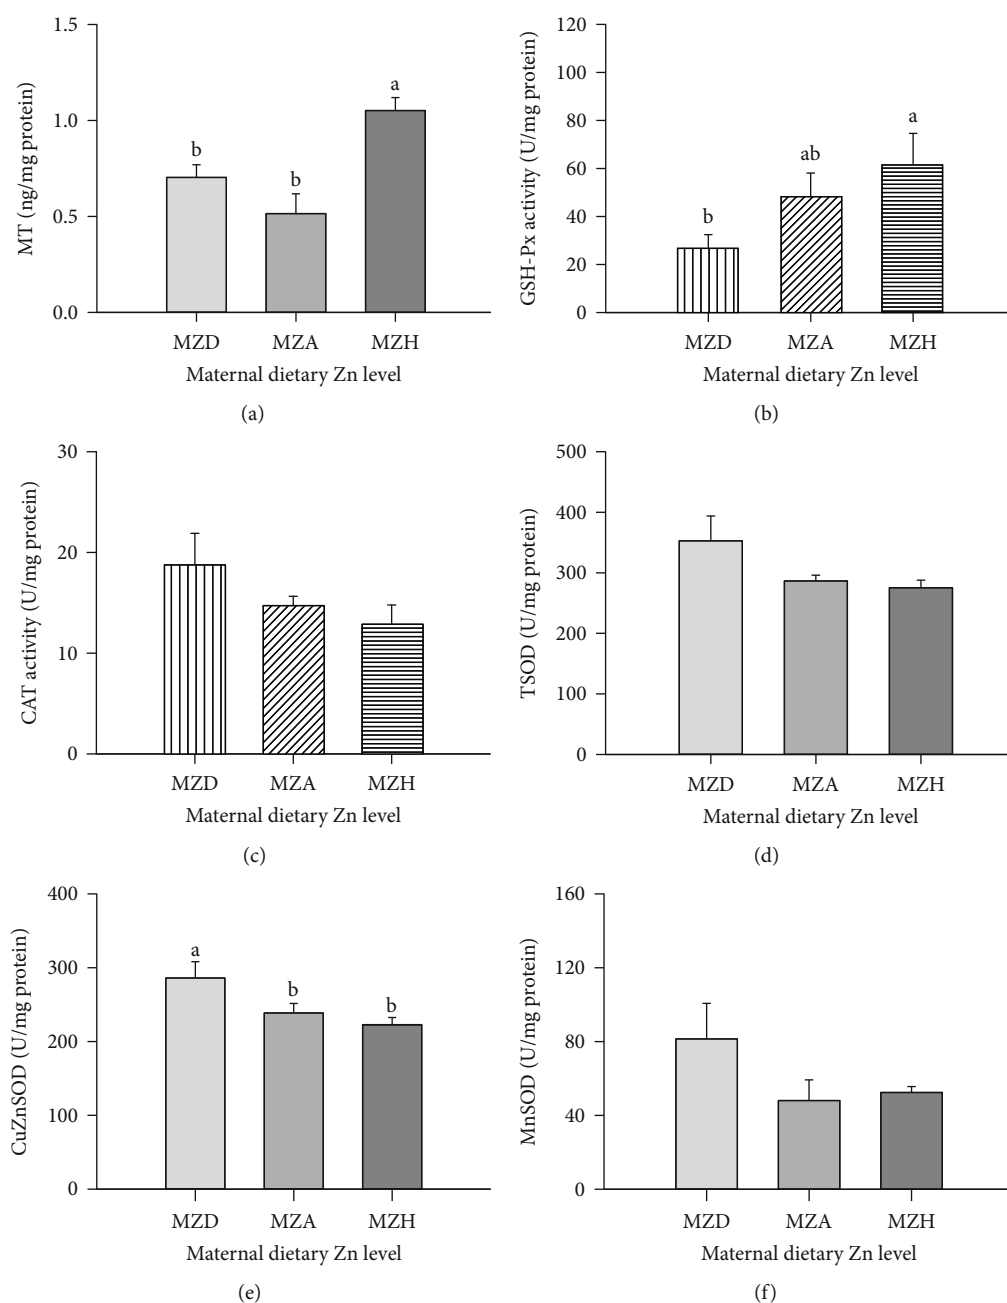 1.5
1.0
0.5
0.0
MT (ng/mg protein)
b
b
a
MZD MZA MZH
Maternal dietary Zn level
(a)
120
100
80
60
40
20
0
GSH-Px activity (U/mg protein)
b
ab
a
MZD MZA MZH
Maternal dietary Zn level
(b)
30
20
10
0
CAT activity (U/mg protein)
MZD MZA MZH
Maternal dietary Zn level
(c)
500
400
300
200
100
0
TSOD (U/mg protein)
MZD MZA MZH
Maternal dietary Zn level
(d)
400
300
200
100
0
CuZnSOD (U/mg protein)
a
b
b
MZD MZA MZH
Maternal dietary Zn level
(e)
160
120
80
40
0
MnSOD (U/mg protein)
MZD MZA MZH
Maternal dietary Zn level
(f)